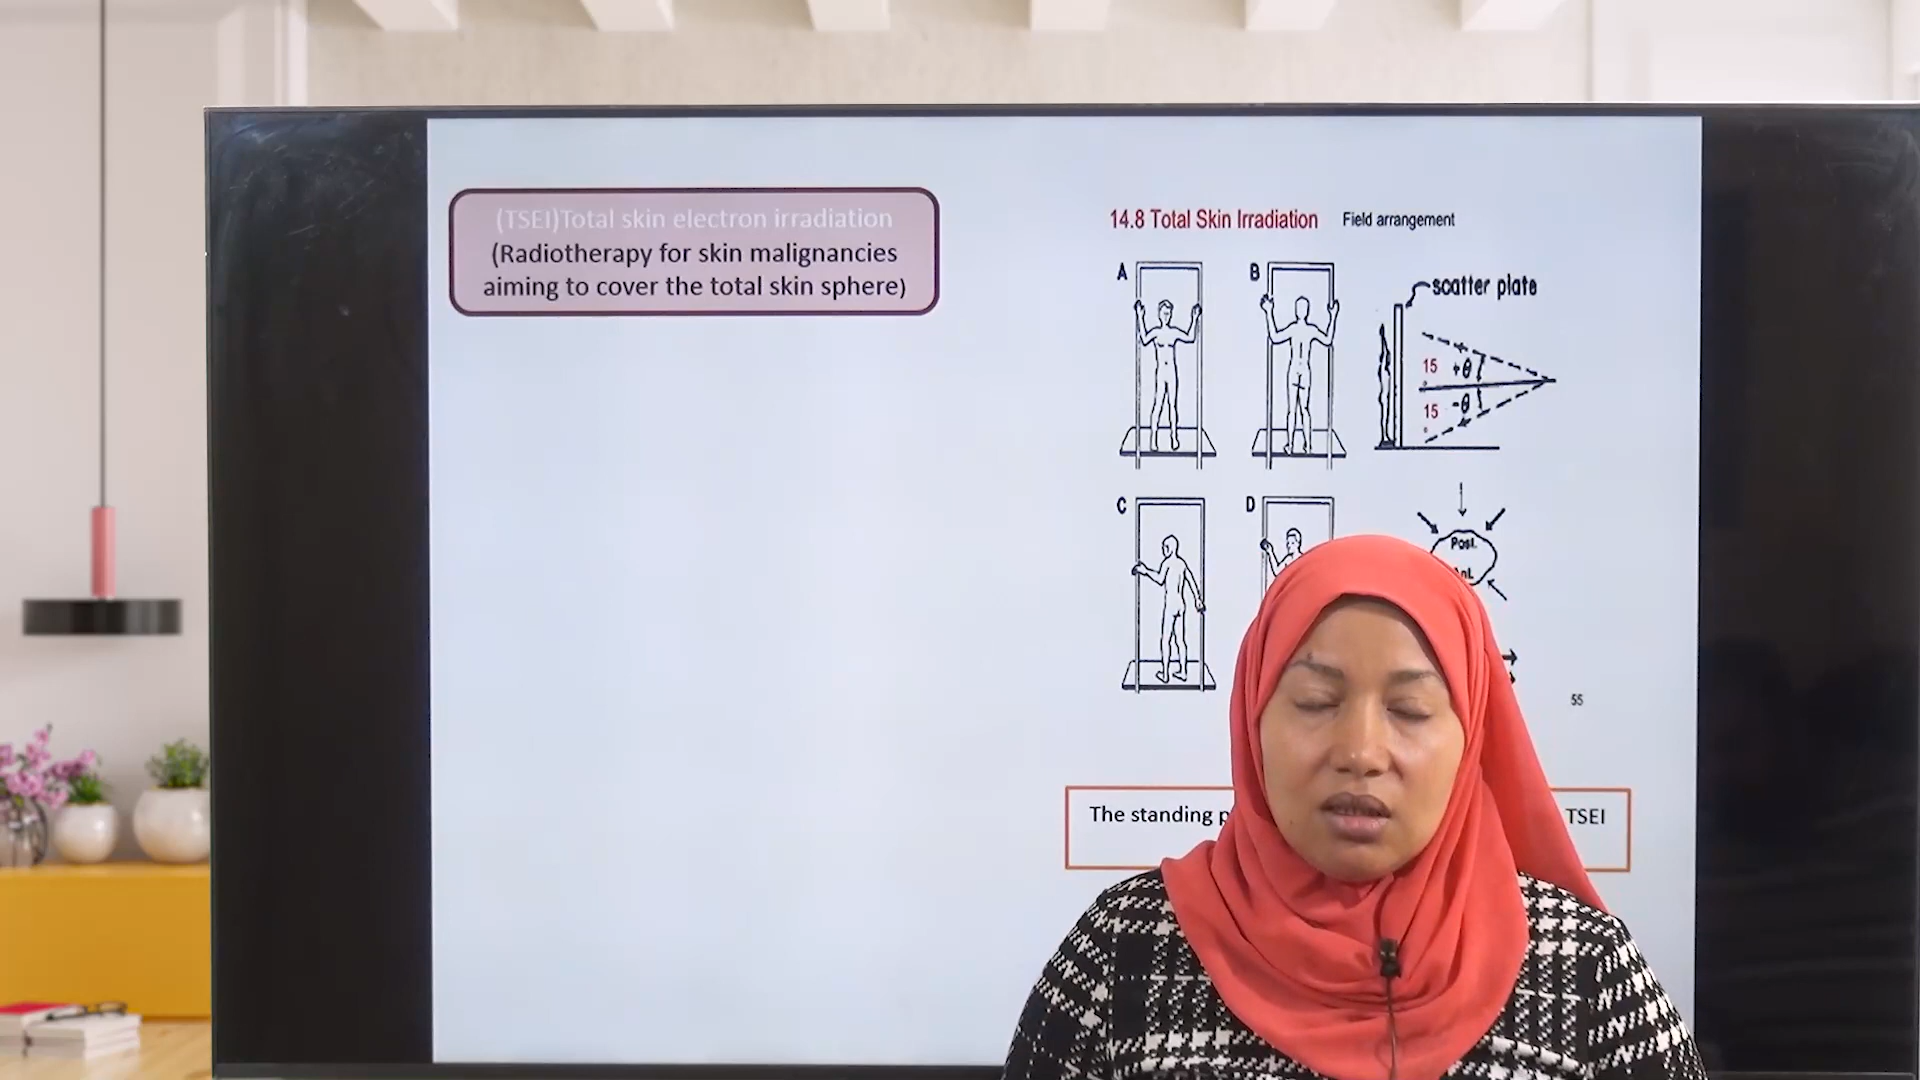 (TSEI)Total skin electron irradiation
(Radiotherapy for skin malignancies
aiming to cover the total skin sphere)
14.8 Total Skin Irradiation Field arrangement
A
B
scatter plate
15 +θ
15 -θ
C
D
Post.
55
The standing
TSEI